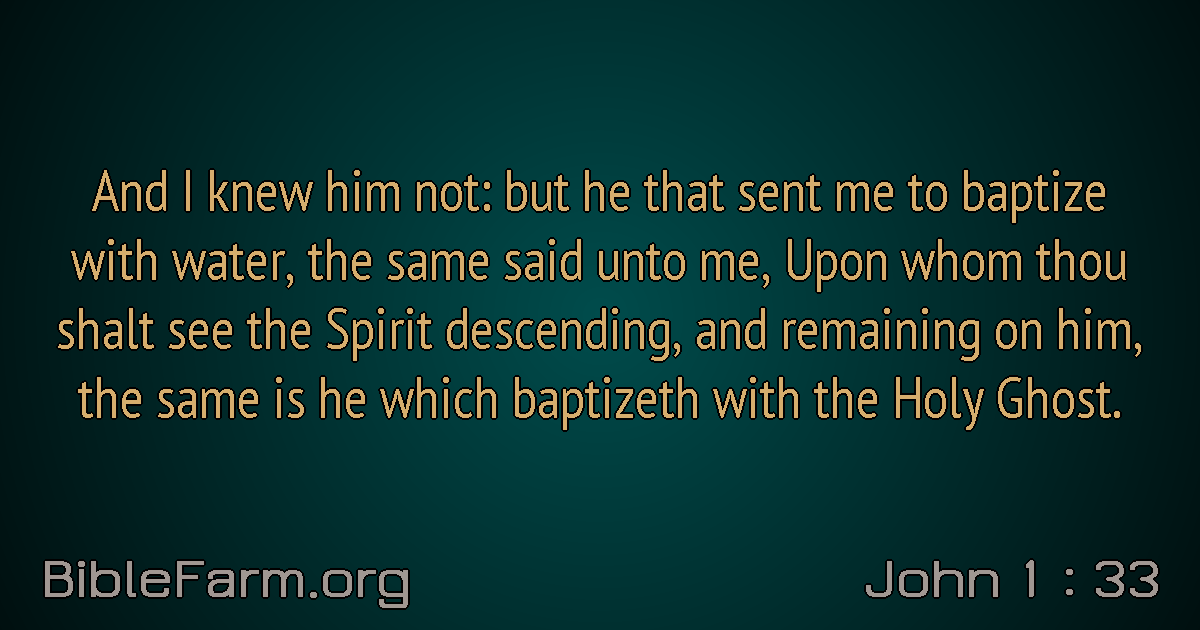 And I knew him not: but he that sent me to baptize
with water, the same said unto me, Upon whom thou
shalt see the Spirit descending, and remaining on him,
the same is he which baptizeth with the Holy Ghost.
BibleFarm.org
John 1 : 33